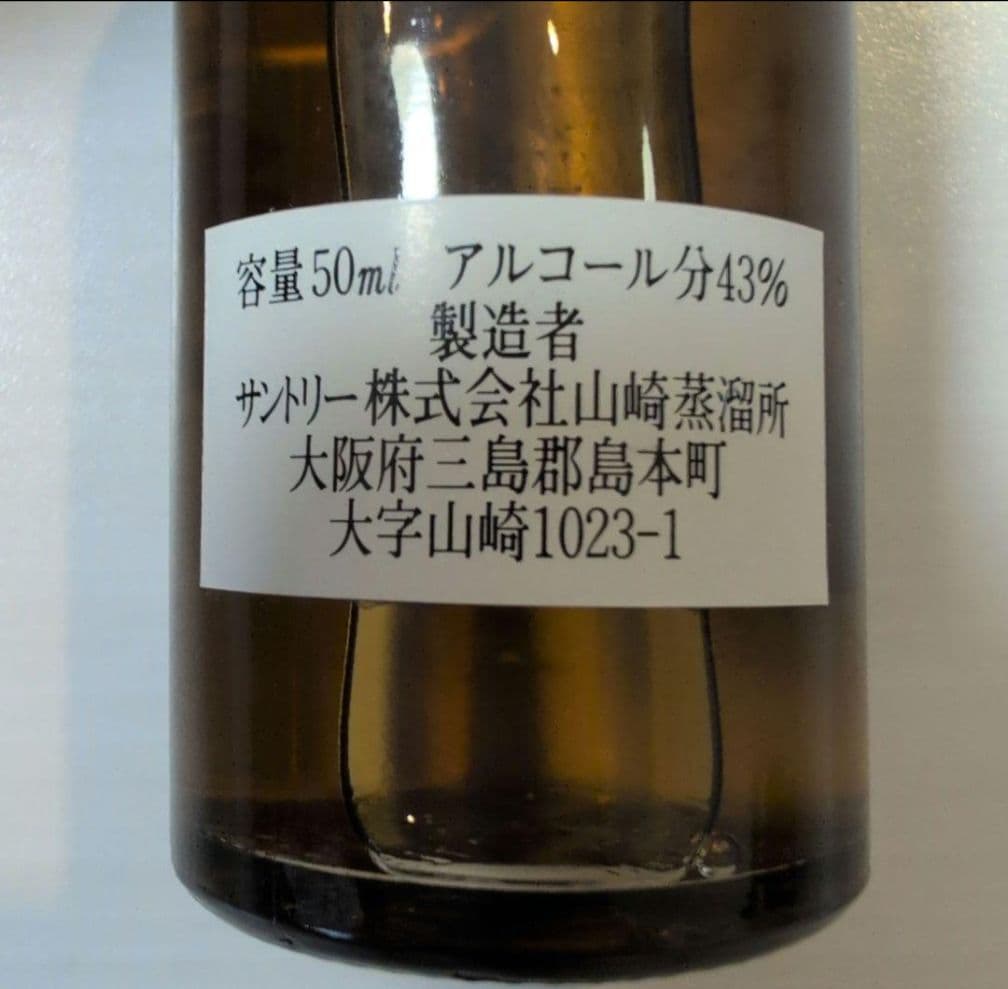 容量50ml　アルコール分43%
製造者
サントリー株式会社山崎蒸溜所
大阪府三島郡島本町
大字山崎1023-1